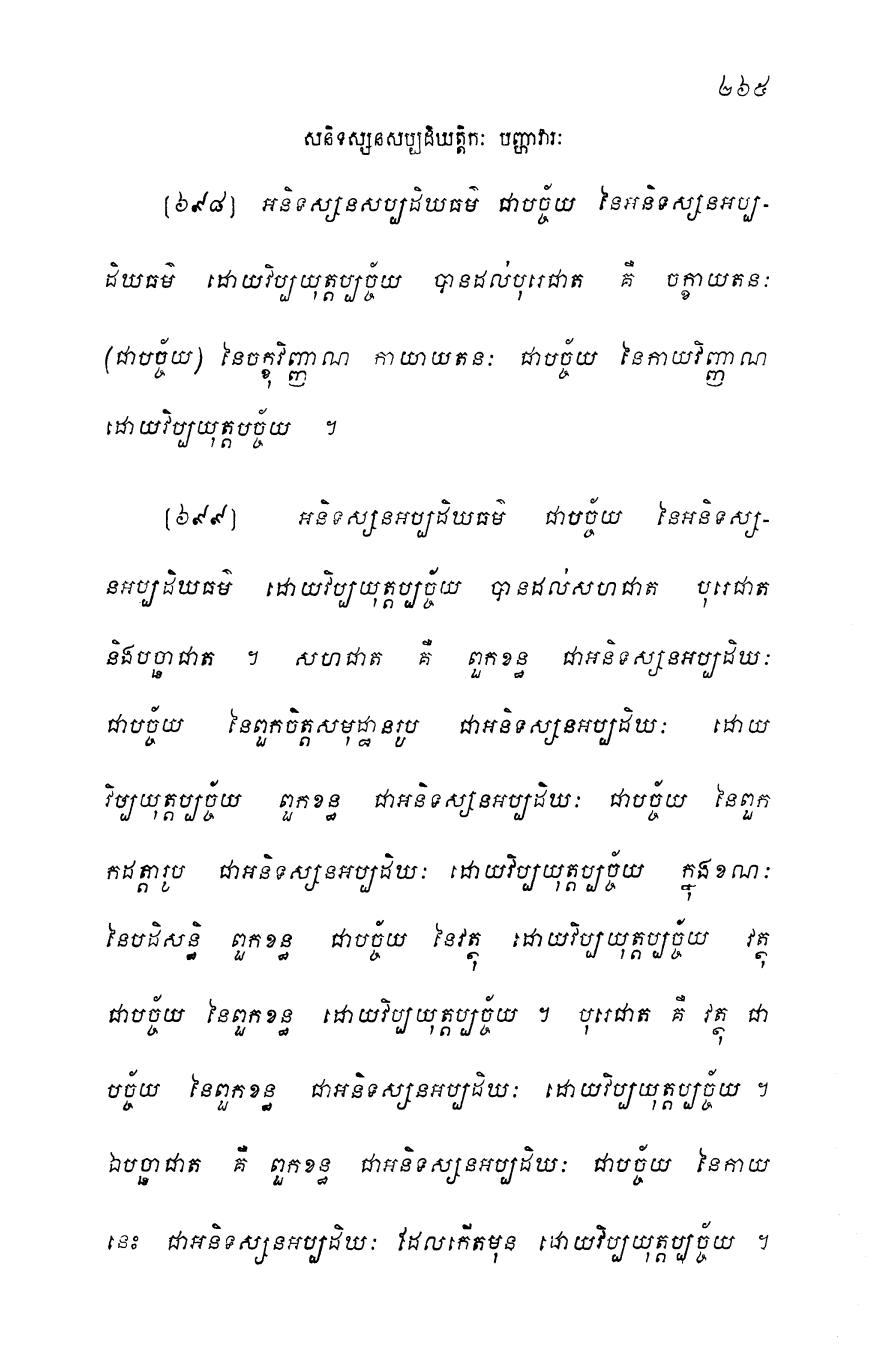 ២៦៥
សនិទស្សនសប្បដិឃត្តិកៈ បញ្ហាវារៈ
[៦៩៨] អនិទស្សនសប្បដិឃធម៌ ជាបច្ច័យ នៃអនិទស្សនអប្ប-
ដិឃធម៌ ដោយវិប្បយុត្តប្បច្ច័យ បានដល់បុរេជាត គឺ ចក្ខាយតនៈ
(ជាបច្ច័យ) នៃចក្ខុវិញ្ញាណ កាយាយតនៈ ជាបច្ច័យ នៃកាយវិញ្ញាណ
ដោយវិប្បយុត្តបច្ច័យ ។
[៦៩៩] អនិទស្សនអប្បដិឃធម៌ ជាបច្ច័យ នៃអនិទស្ស-
នអប្បដិឃធម៌ ដោយវិប្បយុត្តប្បច្ច័យ បានដល់សហជាត បុរេជាត
និងបច្ឆាជាត ។ សហជាត គឺ ពួកខន្ធ ជាអនិទស្សនអប្បដិឃៈ
ជាបច្ច័យ នៃពួកចិត្តសមុដ្ឋានរូប ជាអនិទស្សនអប្បដិឃៈ ដោយ
វិប្បយុត្តប្បច្ច័យ ពួកខន្ធ ជាអនិទស្សនអប្បដិឃៈ ជាបច្ច័យ នៃពួក
កដត្តារូប ជាអនិទស្សនអប្បដិឃៈ ដោយវិប្បយុត្តប្បច្ច័យ ក្នុងខណៈ
នៃបដិសន្ធិ ពួកខន្ធ ជាបច្ច័យ នៃវត្ថុ ដោយវិប្បយុត្តប្បច្ច័យ វត្ថុ
ជាបច្ច័យ នៃពួកខន្ធ ដោយវិប្បយុត្តប្បច្ច័យ ។ បុរេជាត គឺ វត្ថុ ជា
បច្ច័យ នៃពួកខន្ធ ជាអនិទស្សនអប្បដិឃៈ ដោយវិប្បយុត្តប្បច្ច័យ ។
ឯបច្ឆាជាត គឺ ពួកខន្ធ ជាអនិទស្សនអប្បដិឃៈ ជាបច្ច័យ នៃកាយ
នេះ ជាអនិទស្សនអប្បដិឃៈ ដែលកើតមុន ដោយវិប្បយុត្តប្បច្ច័យ ។